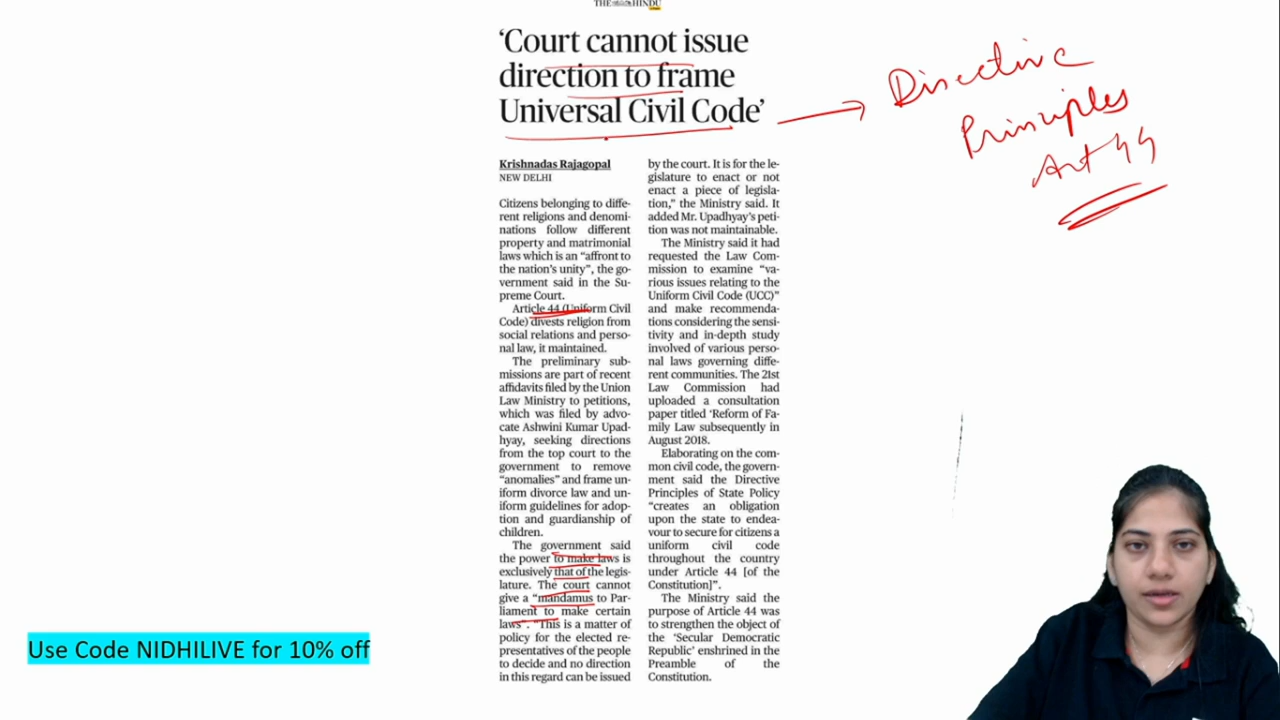 THE HINDU
‘Court cannot issue
direction to frame
Universal Civil Code’
Directive
Principles
Art 44
Krishnadas Rajagopal
NEW DELHI
Citizens belonging to diffe-
rent religions and denomi-
nations follow different
property and matrimonial
laws which is an “affront to
the nation’s unity”, the go-
vernment said in the Su-
preme Court.
Article 44 (Uniform Civil
Code) divests religion from
social relations and perso-
nal law, it maintained.
The preliminary sub-
missions are part of recent
affidavits filed by the Union
Law Ministry to petitions,
which was filed by advo-
cate Ashwini Kumar Upad-
hyay, seeking directions
from the top court to the
government to remove
“anomalies” and frame un-
iform divorce law and un-
iform guidelines for adop-
tion and guardianship of
children.
The government said
the power to make laws is
exclusively that of the legis-
lature. The court cannot
give a “mandamus to Par-
liament to make certain
laws”. “This is a matter of
policy for the elected re-
presentatives of the people
to decide and no direction
in this regard can be issued
by the court. It is for the le-
gislature to enact or not
enact a piece of legisla-
tion,” the Ministry said. It
added Mr. Upadhyay’s peti-
tion was not maintainable.
The Ministry said it had
requested the Law Com-
mission to examine “va-
rious issues relating to the
Uniform Civil Code (UCC)”
and make recommenda-
tions considering the sensi-
tivity and in-depth study
involved of various perso-
nal laws governing diffe-
rent communities. The 21st
Law Commission had
uploaded a consultation
paper titled ‘Reform of Fa-
mily Law subsequently in
August 2018.
Elaborating on the com-
mon civil code, the govern-
ment said the Directive
Principles of State Policy
“creates an obligation
upon the state to endea-
vour to secure for citizens a
uniform civil code
throughout the country
under Article 44 [of the
Constitution]”.
The Ministry said the
purpose of Article 44 was
to strengthen the object of
the ‘Secular Democratic
Republic’ enshrined in the
Preamble of the
Constitution.
Use Code NIDHILIVE for 10% off